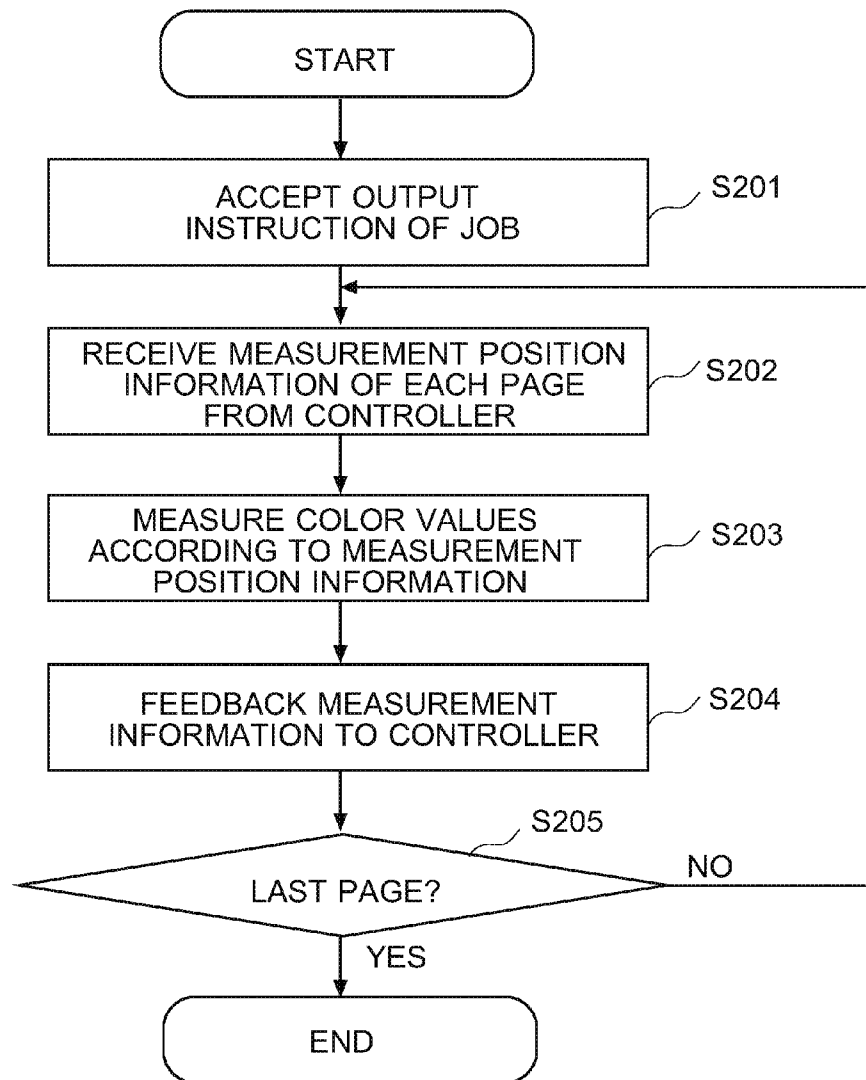 START
ACCEPT OUTPUT
INSTRUCTION OF JOB
S201
RECEIVE MEASUREMENT POSITION
INFORMATION OF EACH PAGE
FROM CONTROLLER
S202
MEASURE COLOR VALUES
ACCORDING TO MEASUREMENT
POSITION INFORMATION
S203
FEEDBACK MEASUREMENT
INFORMATION TO CONTROLLER
S204
S205
LAST PAGE?
NO
YES
END